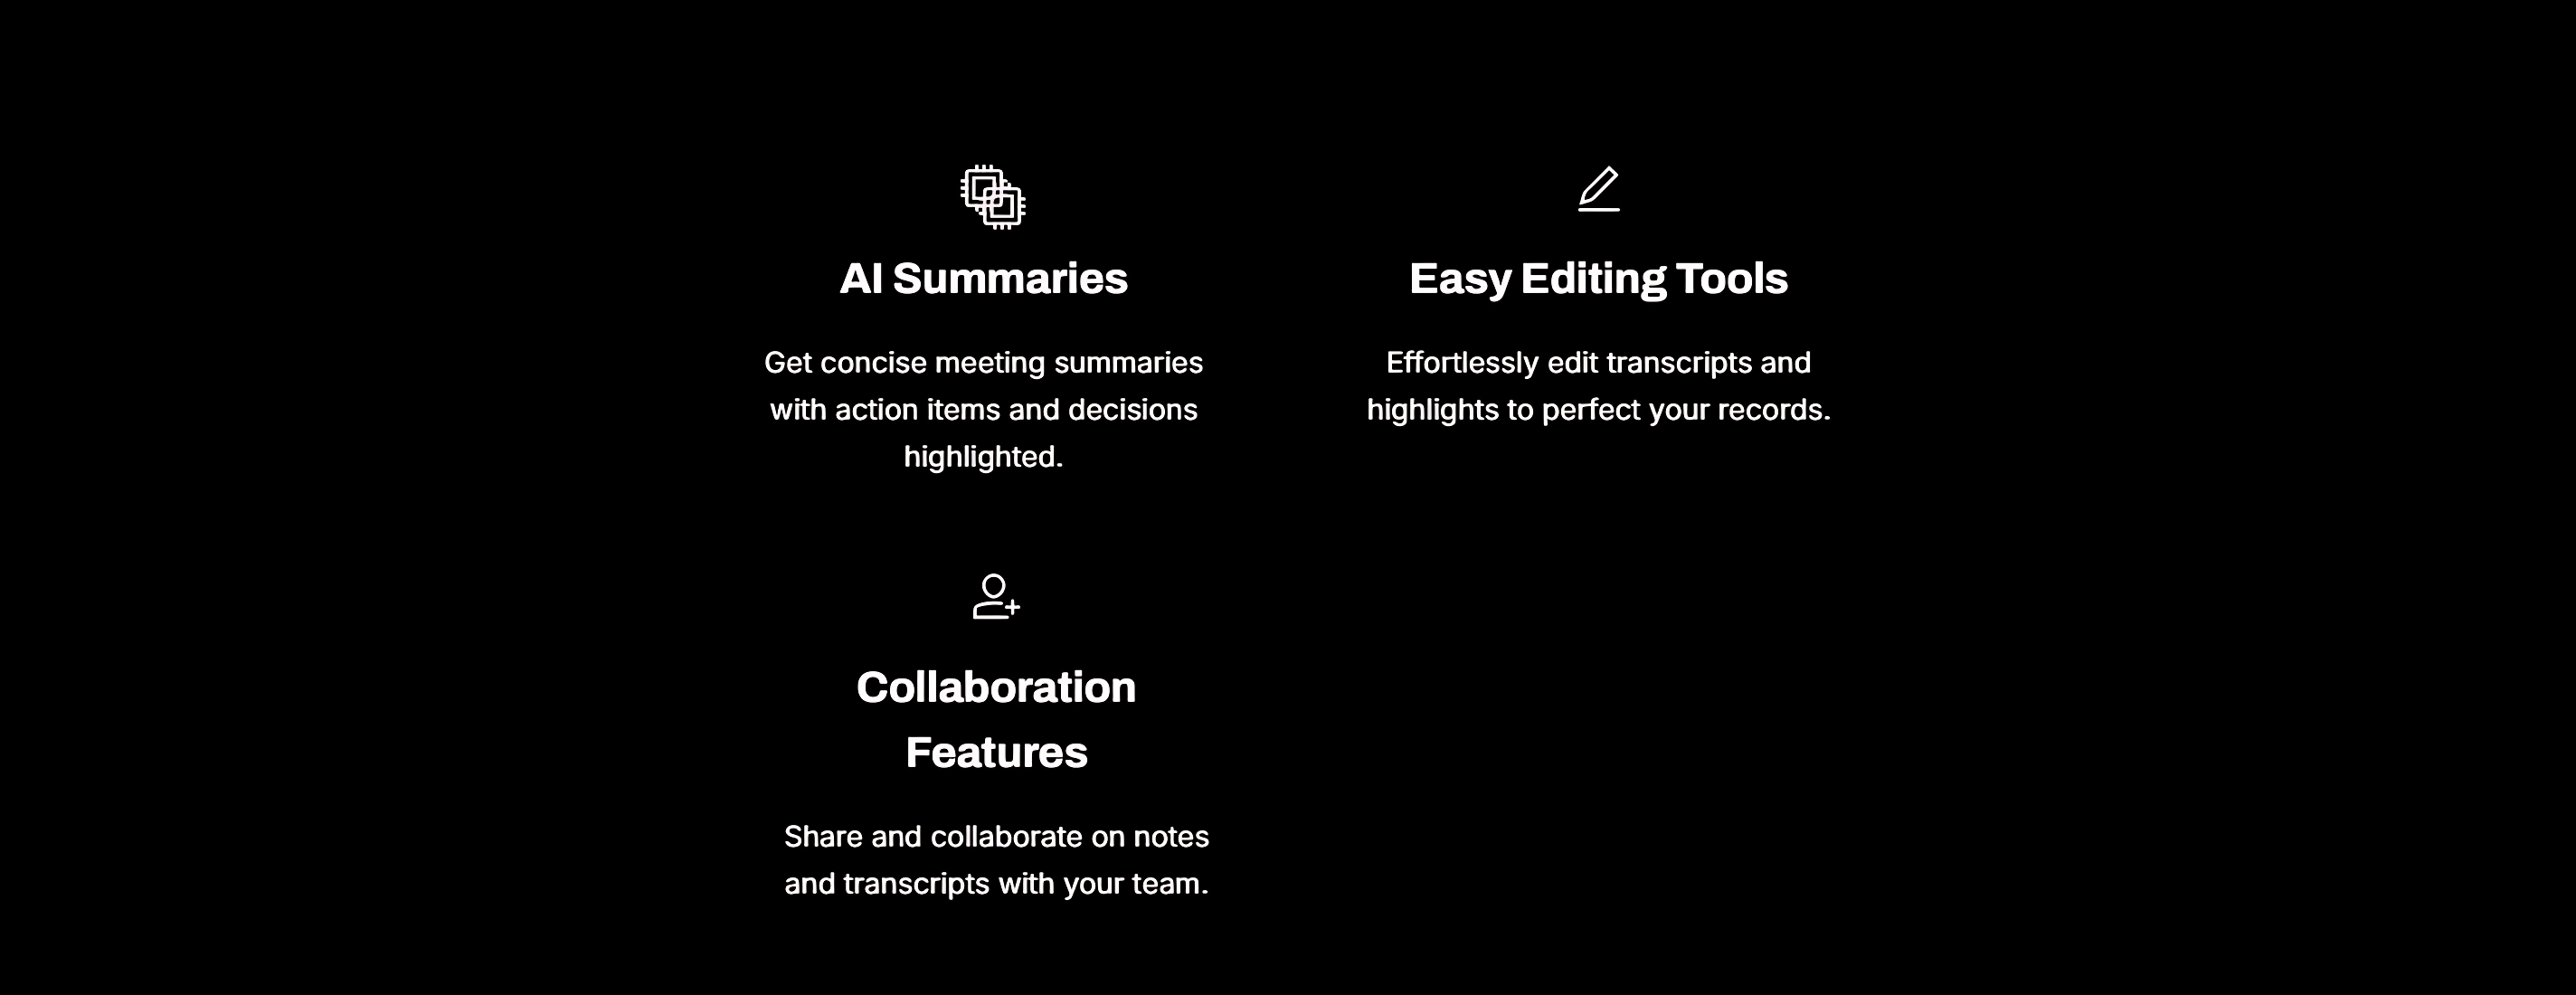 AI Summaries
Get concise meeting summaries
with action items and decisions
highlighted.
Easy Editing Tools
Effortlessly edit transcripts and
highlights to perfect your records.
Collaboration
Features
Share and collaborate on notes
and transcripts with your team.